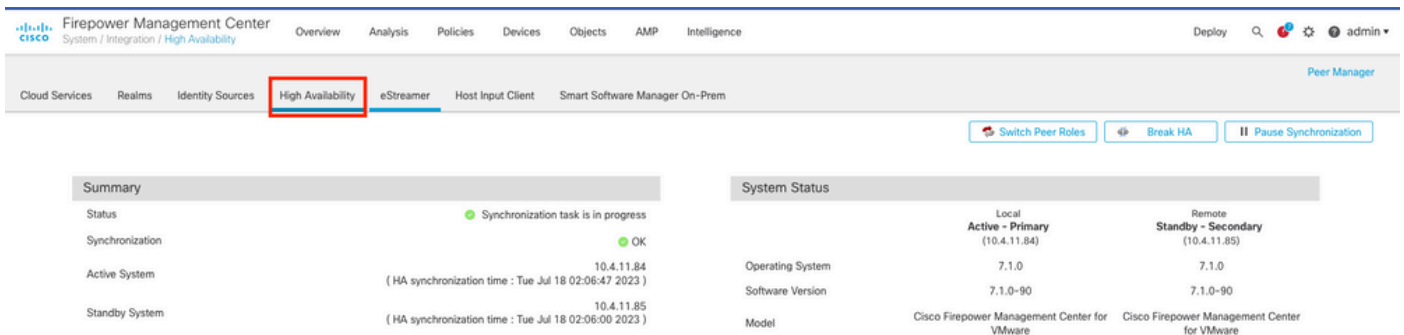 CISCO
Firepower Management Center
System / Integration / High Availability
Overview Analysis Policies Devices Objects AMP Intelligence
Deploy admin
Peer Manager
Cloud Services Realms Identity Sources High Availability eStreamer Host Input Client Smart Software Manager On-Prem
Switch Peer Roles Break HA Pause Synchronization
Summary
Status Synchronization task is in progress
Synchronization OK
Active System 10.4.11.84
( HA synchronization time : Tue Jul 18 02:06:47 2023 )
Standby System 10.4.11.85
( HA synchronization time : Tue Jul 18 02:06:00 2023 )
System Status
Local Remote
Active - Primary Standby - Secondary
(10.4.11.84) (10.4.11.85)
Operating System 7.1.0 7.1.0
Software Version 7.1.0-90 7.1.0-90
Model Cisco Firepower Management Center for VMware Cisco Firepower Management Center for VMware